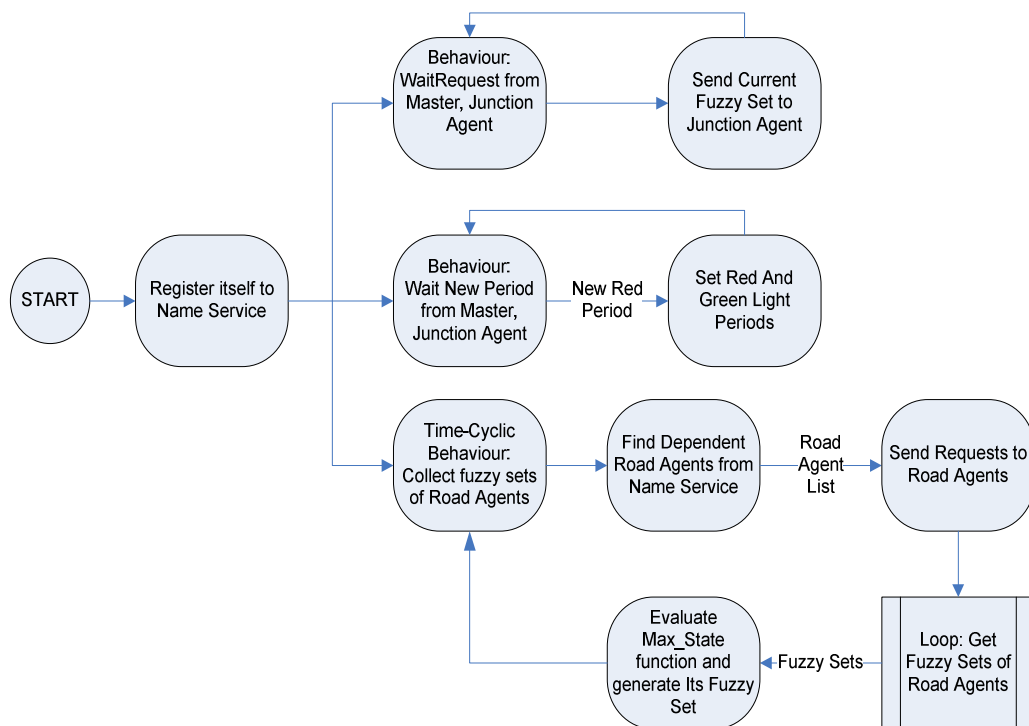 Behaviour:
WaitRequest from
Master, Junction
Agent
Send Current
Fuzzy Set to
Junction Agent
START
Register itself to
Name Service
Behaviour:
Wait New Period
from Master,
Junction Agent
New Red
Period
Set Red And
Green Light
Periods
Time-Cyclic
Behaviour:
Collect fuzzy sets
of Road Agents
Find Dependent
Road Agents from
Name Service
Road
Agent
List
Send Requests to
Road Agents
Evaluate
Max_State
function and
generate Its Fuzzy
Set
Fuzzy Sets
Loop: Get
Fuzzy Sets of
Road Agents